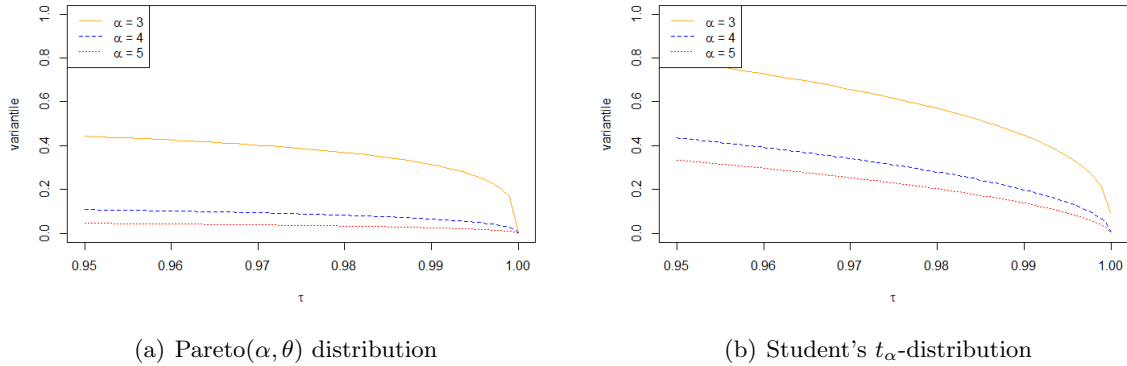 1.0
0.8
0.6
0.4
0.2
0.0
variantile
α = 3
α = 4
α = 5
0.95 0.96 0.97 0.98 0.99 1.00
τ
(a) Pareto(α, θ) distribution
1.0
0.8
0.6
0.4
0.2
0.0
variantile
α = 3
α = 4
α = 5
0.95 0.96 0.97 0.98 0.99 1.00
τ
(b) Student's tα-distribution